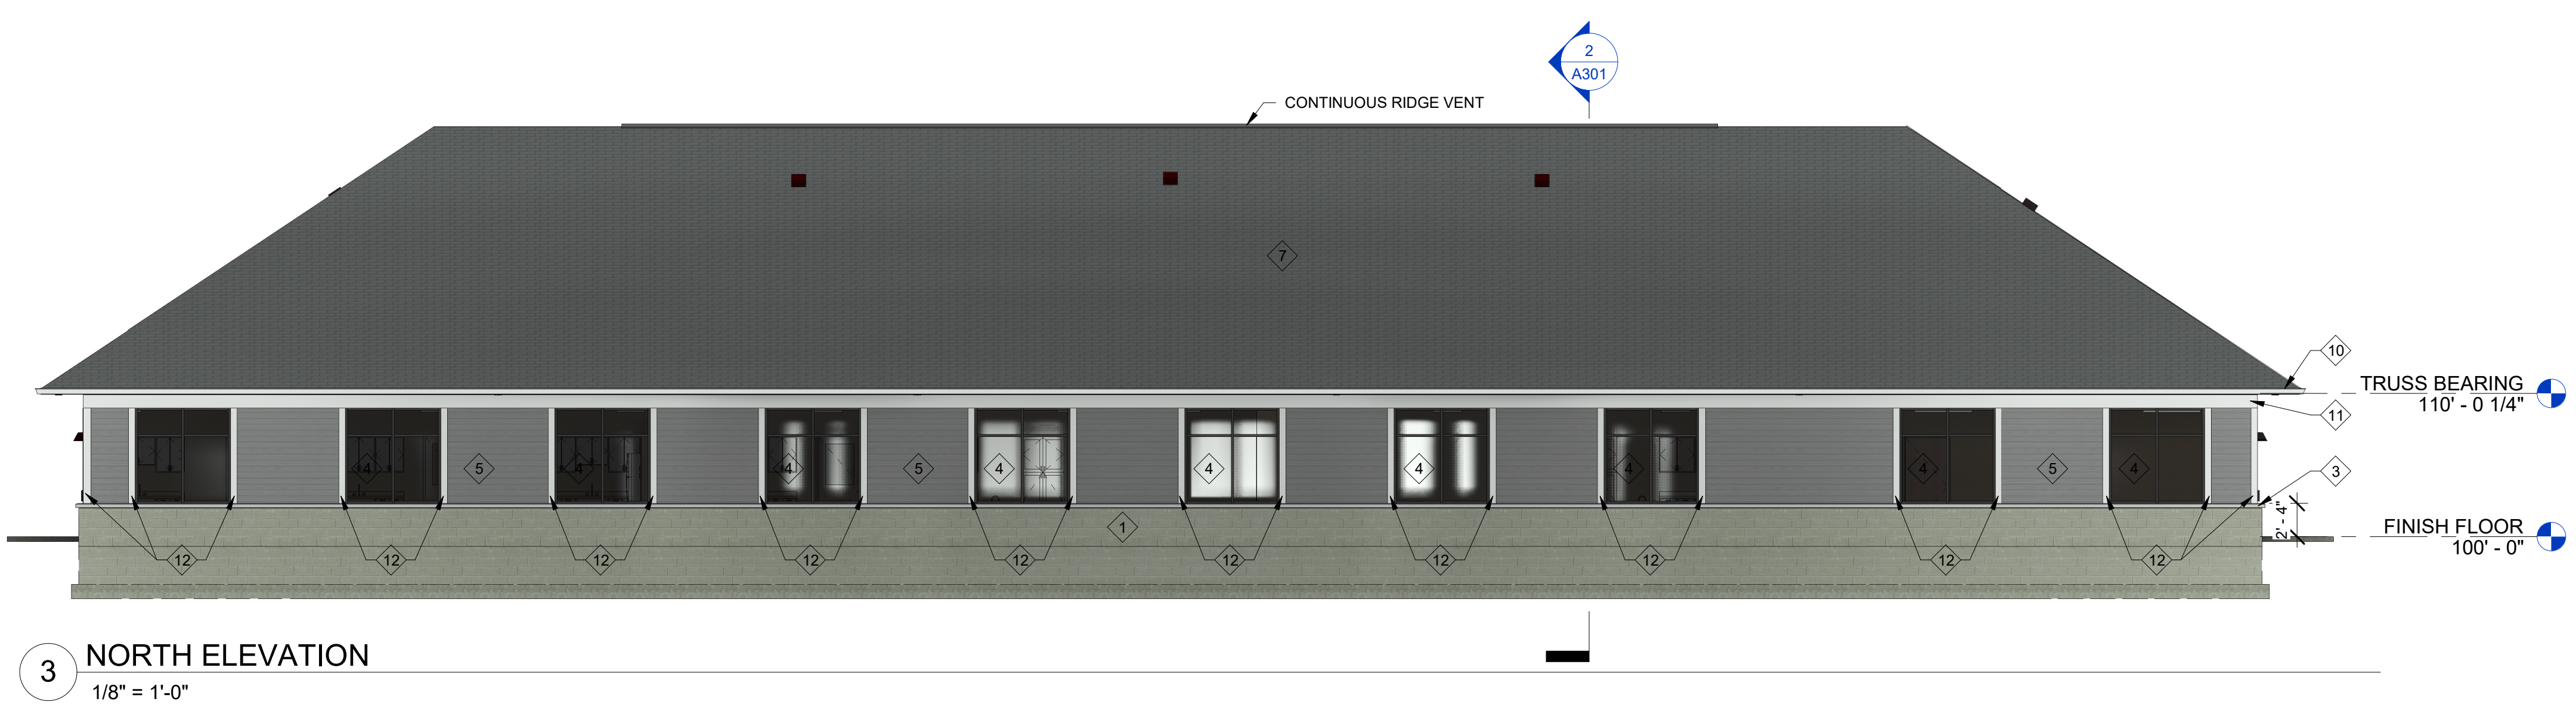 2
A301
CONTINUOUS RIDGE VENT
7
10
TRUSS BEARING
110' - 0 1/4"
11
4 5 4 4 5 4 4 4 4 4 5 4
3
2' - 4"
1
FINISH FLOOR
100' - 0"
12 12 12 12 12 12 12 12 12 12
3 NORTH ELEVATION
1/8" = 1'-0"